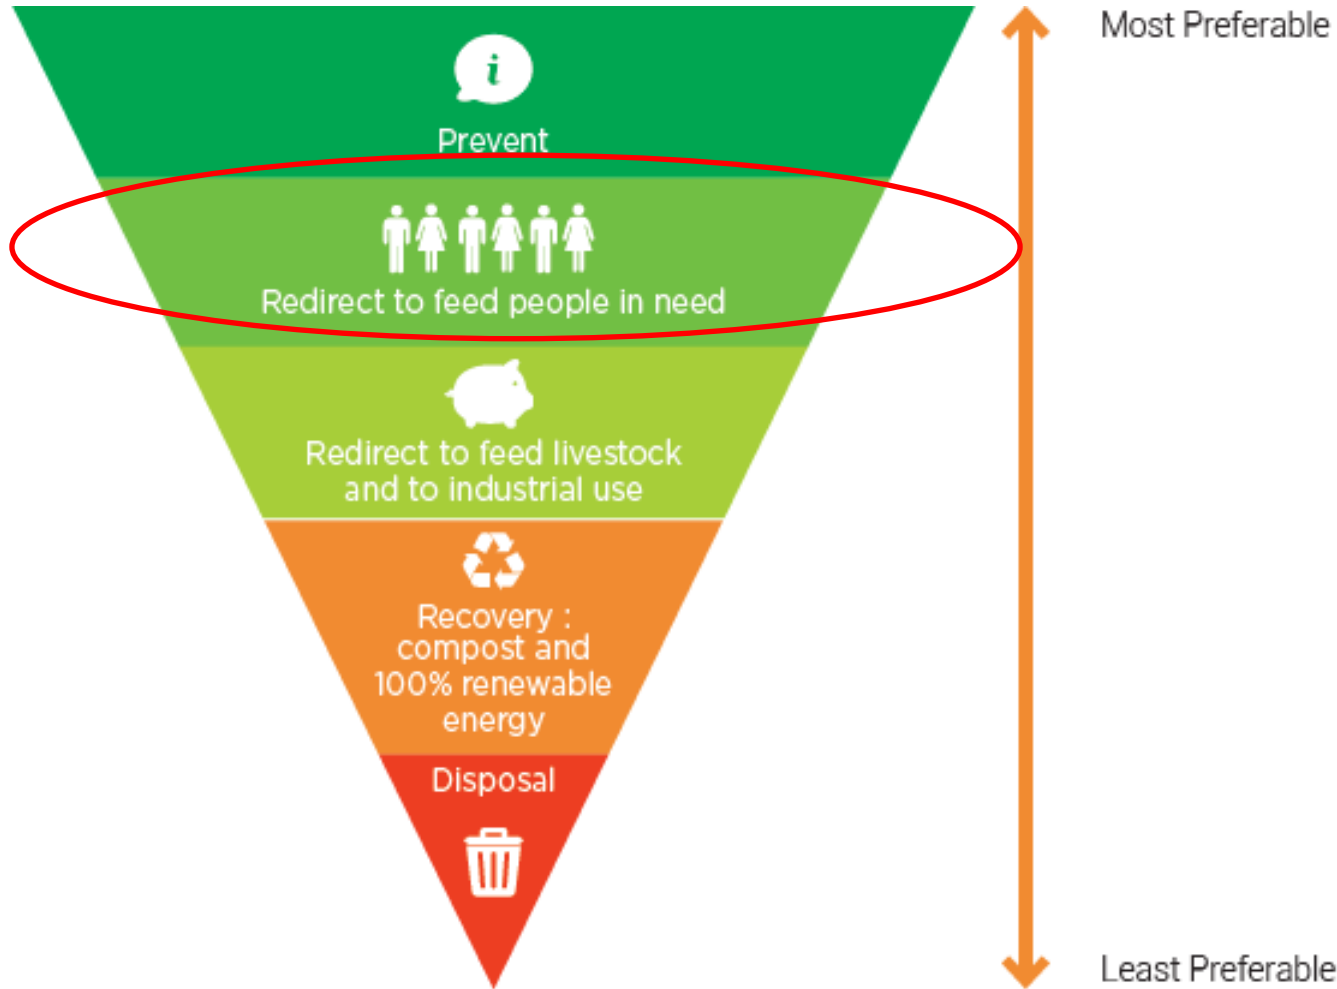 Most Preferable
i
Prevent
Redirect to feed people in need
Redirect to feed livestock
and to industrial use
Recovery :
compost and
100% renewable
energy
Disposal
Least Preferable